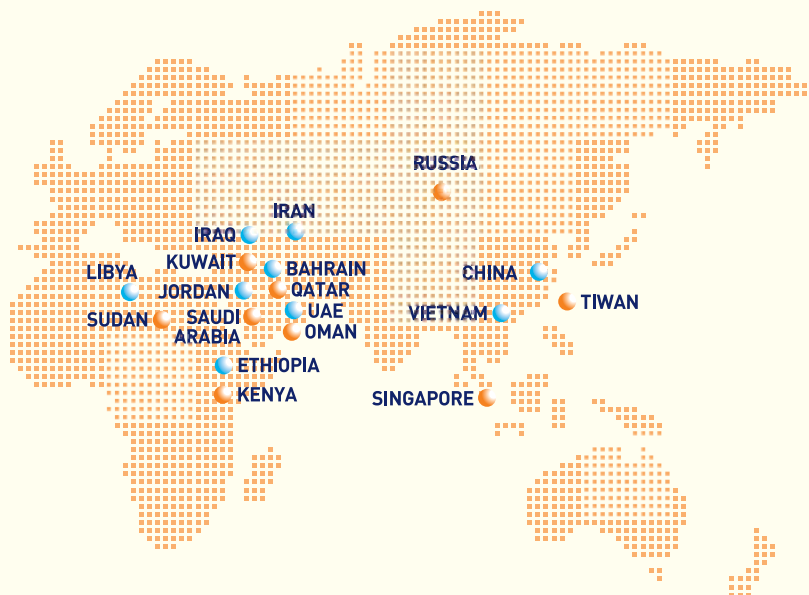 RUSSIA
IRAN
IRAQ
KUWAIT
BAHRAIN
LIBYA
CHINA
JORDAN
QATAR
TIWAN
UAE
VIETNAM
SUDAN
SAUDI
ARABIA
OMAN
ETHIOPIA
KENYA
SINGAPORE